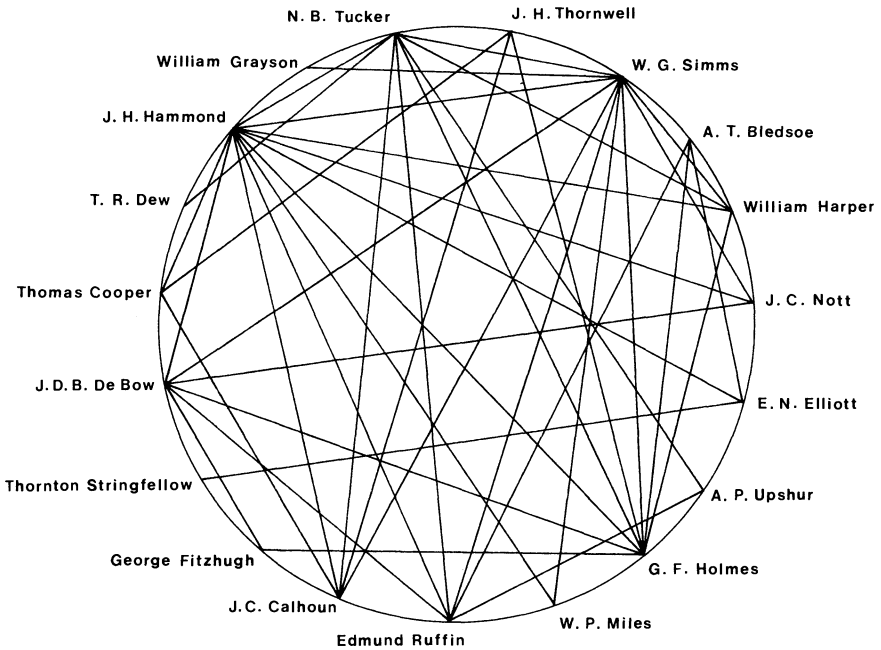 N. B. Tucker
J. H. Thornwell
William Grayson
W. G. Simms
J. H. Hammond
A. T. Bledsoe
T. R. Dew
William Harper
Thomas Cooper
J. C. Nott
J. D. B. De Bow
E. N. Elliott
Thornton Stringfellow
A. P. Upshur
George Fitzhugh
G. F. Holmes
J. C. Calhoun
W. P. Miles
Edmund Ruffin